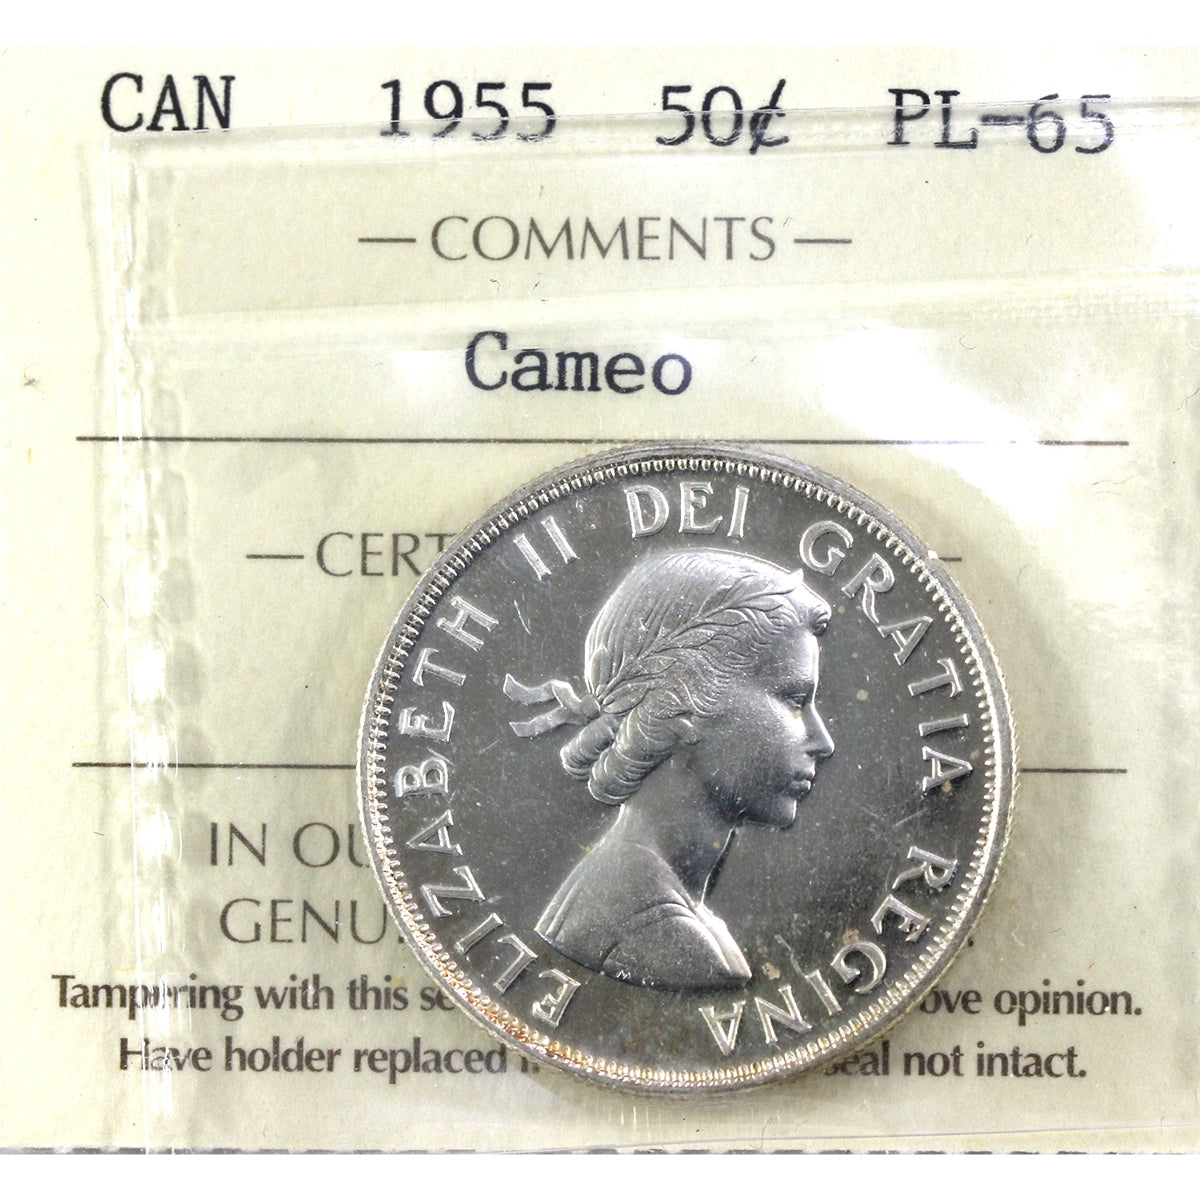 CAN 1955 50¢ PL-65
— COMMENTS —
Cameo
— CERT —
IN OU
GENU
Tampering with this se ove opinion.
Have holder replaced i seal not intact.
ELIZABETH II DEI GRATIA REGINA